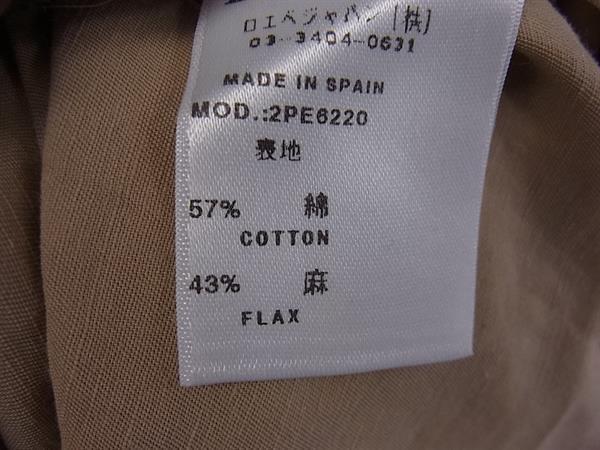 ロエベジャパン[株]
03-3404-0631
MADE IN SPAIN
MOD.:2PE6220
表地
57% 綿
COTTON
43% 麻
FLAX